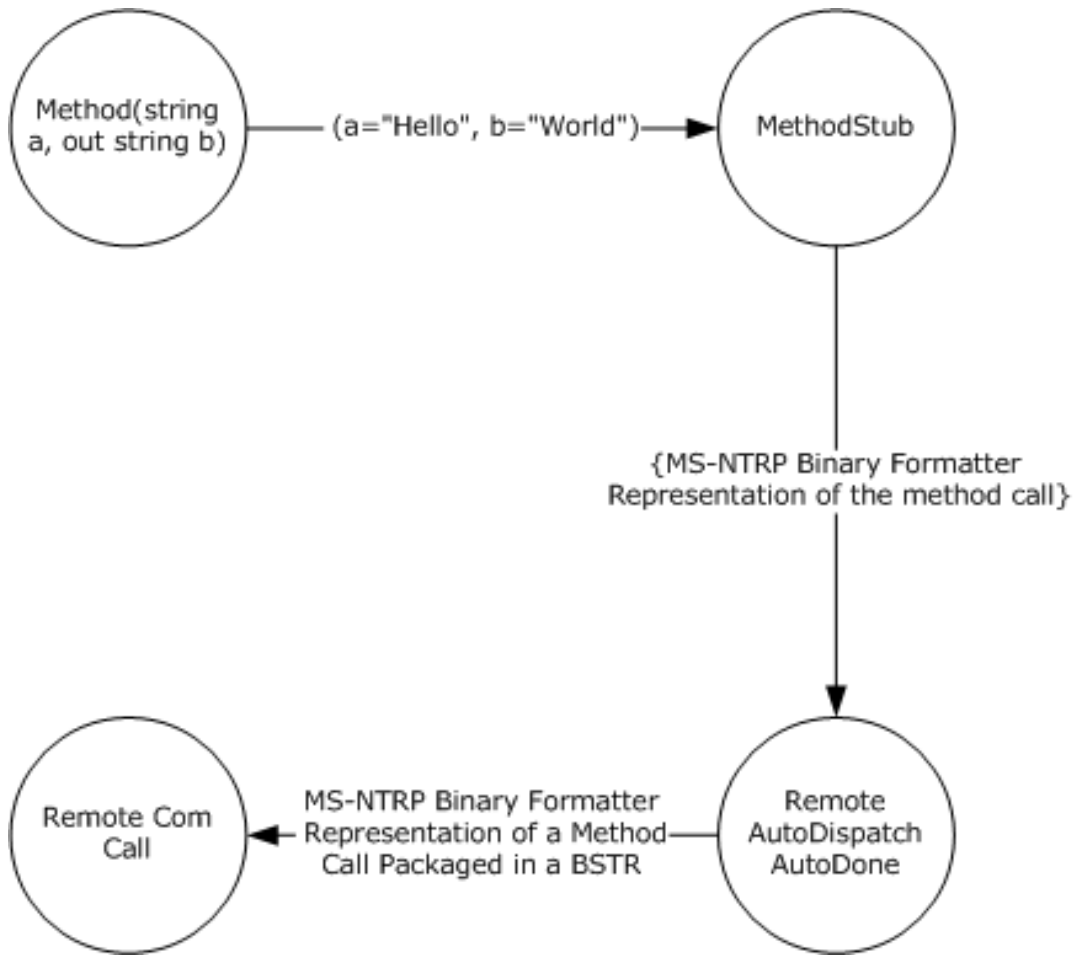 Method(string
a, out string b)
(a="Hello", b="World")
MethodStub
{MS-NTRP Binary Formatter
Representation of the method call}
Remote Com
Call
MS-NTRP Binary Formatter
Representation of a Method
Call Packaged in a BSTR
Remote
AutoDispatch
AutoDone